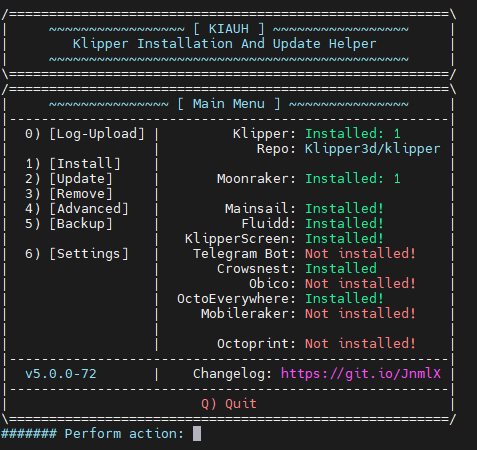 /=======================================================\
|     ~~~~~~~~~~~~~~~~~ [ KIAUH ] ~~~~~~~~~~~~~~~~~     |
|        Klipper Installation And Update Helper         |
|     ~~~~~~~~~~~~~~~~~~~~~~~~~~~~~~~~~~~~~~~~~~~~~     |
\=======================================================/
/=======================================================\
|     ~~~~~~~~~~~~~~~ [ Main Menu ] ~~~~~~~~~~~~~~~     |
|-------------------------------------------------------|
|  0) [Log-Upload] |         Klipper: Installed: 1      |
|                  |            Repo: Klipper3d/klipper |
|  1) [Install]    |                                    |
|  2) [Update]     |       Moonraker: Installed: 1      |
|  3) [Remove]     |                                    |
|  4) [Advanced]   |        Mainsail: Installed!        |
|  5) [Backup]     |          Fluidd: Installed!        |
|                  |   KlipperScreen: Installed!        |
|  6) [Settings]   |    Telegram Bot: Not installed!    |
|                  |       Crowsnest: Installed         |
|                  |           Obico: Not installed!    |
|                  |  OctoEverywhere: Installed!        |
|                  |     Mobileraker: Not installed!    |
|                  |                                    |
|                  |       Octoprint: Not installed!    |
|-------------------------------------------------------|
|  v5.0.0-72       |    Changelog: https://git.io/JnmlX |
|-------------------------------------------------------|
|                        Q) Quit                        |
\=======================================================/
####### Perform action: